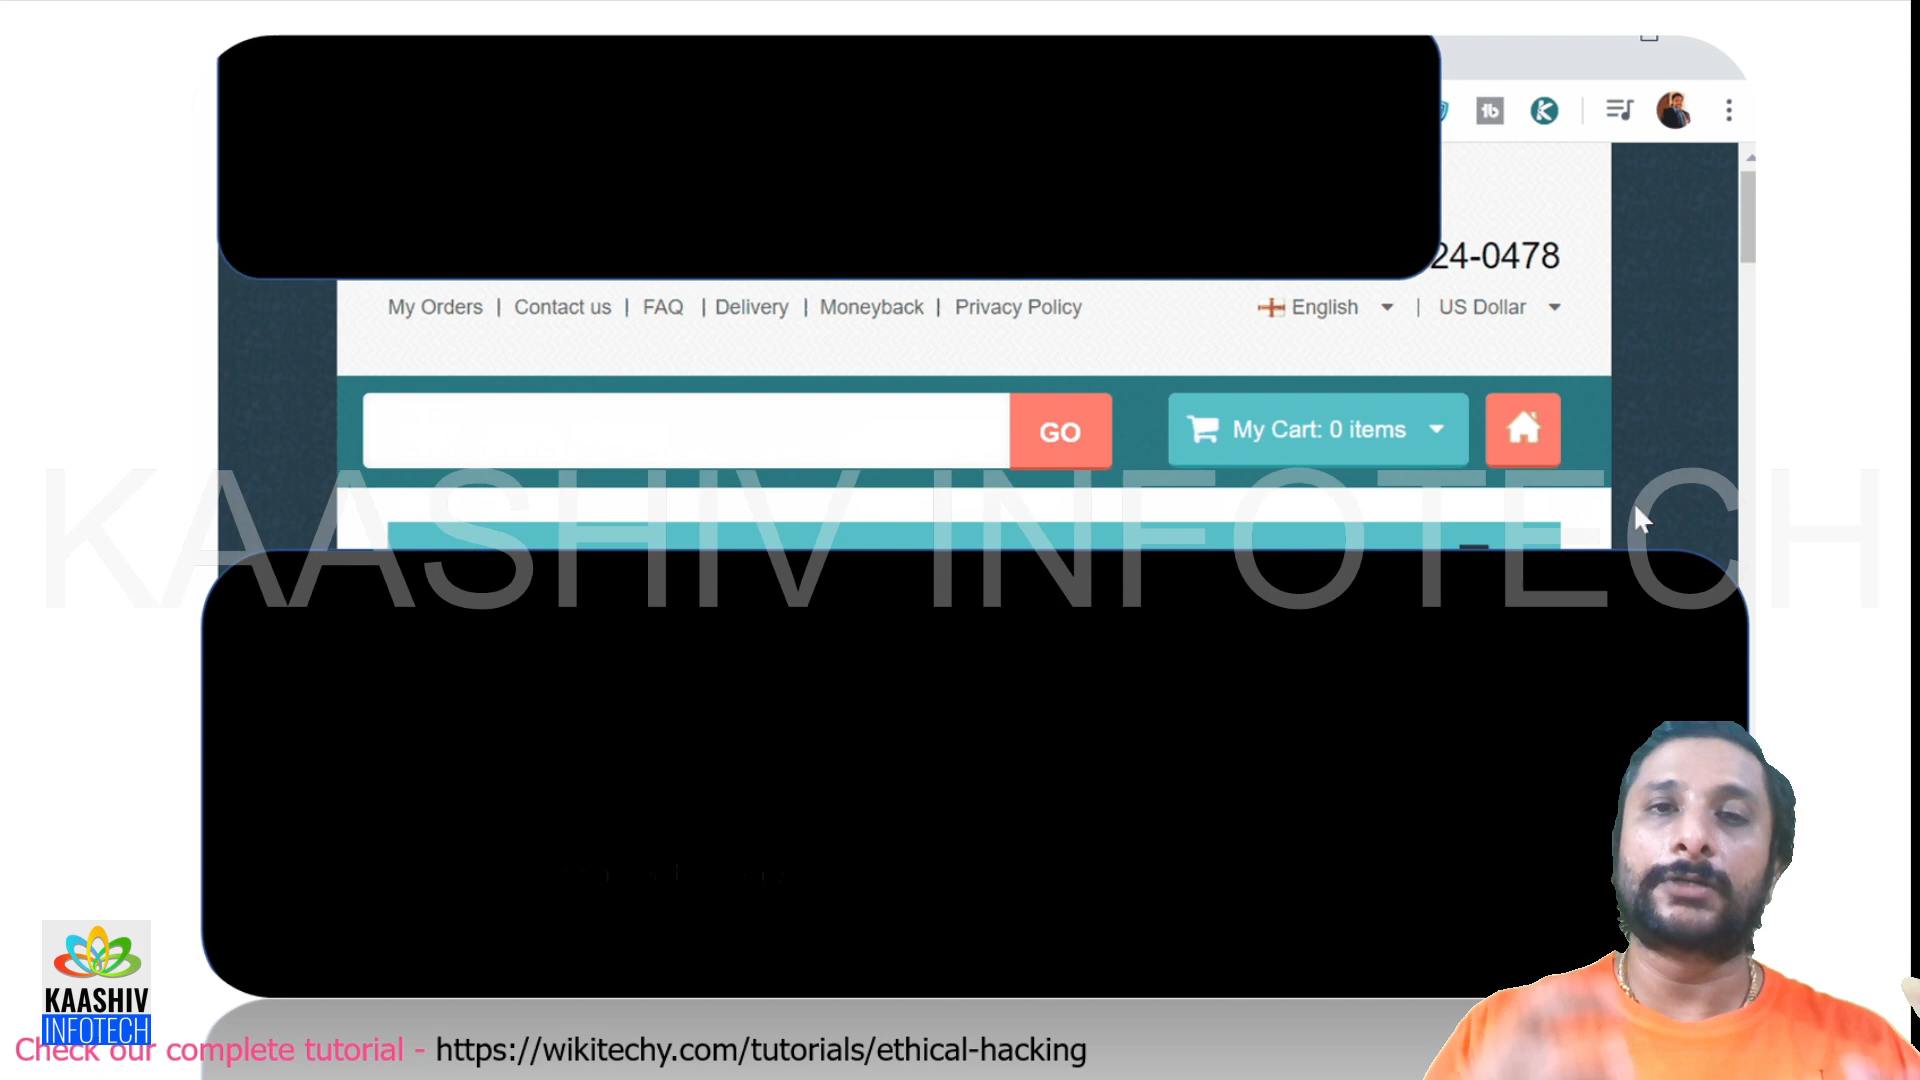 24-0478
My Orders | Contact us | FAQ | Delivery | Moneyback | Privacy Policy English | US Dollar
GO My Cart: 0 items
KAASHIV INFOTECH
KAASHIV
INFOTECH
Check our complete tutorial - https://wikitechy.com/tutorials/ethical-hacking